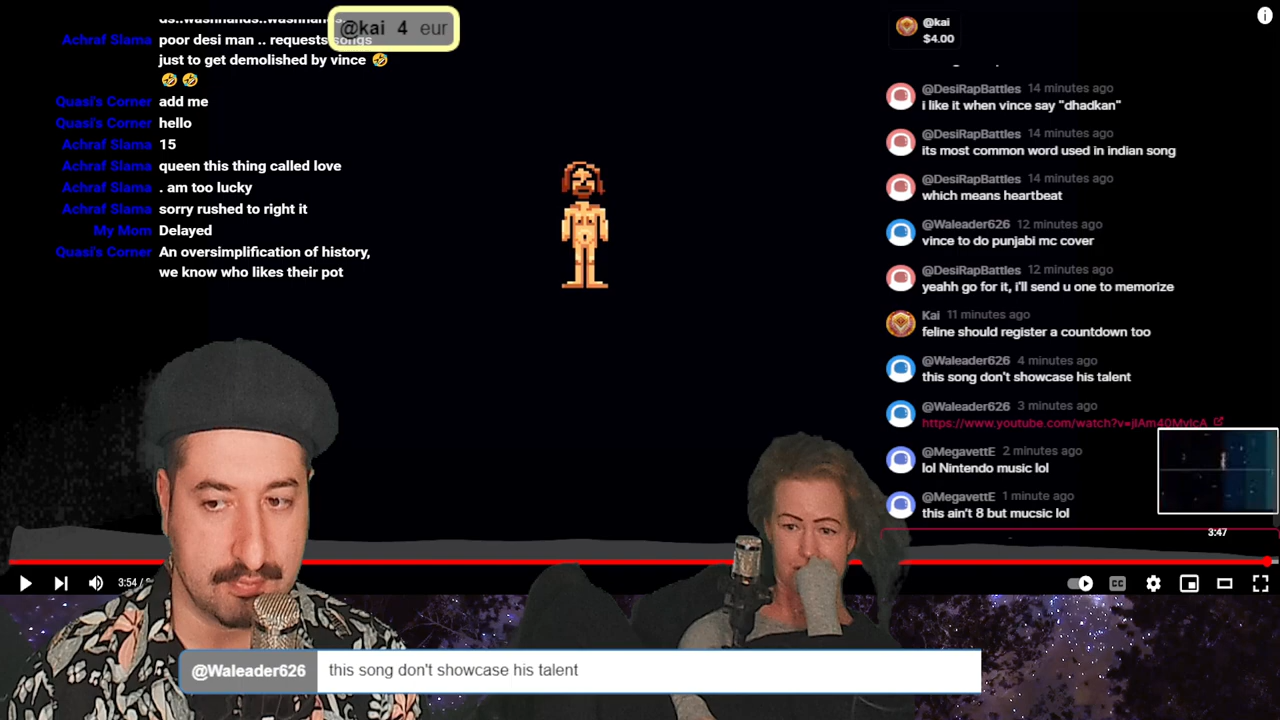 @kai 4 eur
Achraf Slama poor desi man .. requests songs
just to get demolished by vince 🤣
🤣 🤣
Quasi's Corner add me
Quasi's Corner hello
Achraf Slama 15
Achraf Slama queen this thing called love
Achraf Slama . am too lucky
Achraf Slama sorry rushed to right it
My Mom Delayed
Quasi's Corner An oversimplification of history,
we know who likes their pot
@kai
$4.00
@DesiRapBattles 14 minutes ago
i like it when vince say "dhadkan"
@DesiRapBattles 14 minutes ago
its most common word used in indian song
@DesiRapBattles 14 minutes ago
which means heartbeat
@Waleader626 12 minutes ago
vince to do punjabi mc cover
@DesiRapBattles 12 minutes ago
yeahh go for it, i'll send u one to memorize
Kai 11 minutes ago
feline should register a countdown too
@Waleader626 4 minutes ago
this song don't showcase his talent
@Waleader626 3 minutes ago
@MegavettE 2 minutes ago
lol Nintendo music lol
@MegavettE 1 minute ago
this ain't 8 but mucsic lol
3:47
3:54 /
CC
@Waleader626 this song don't showcase his talent